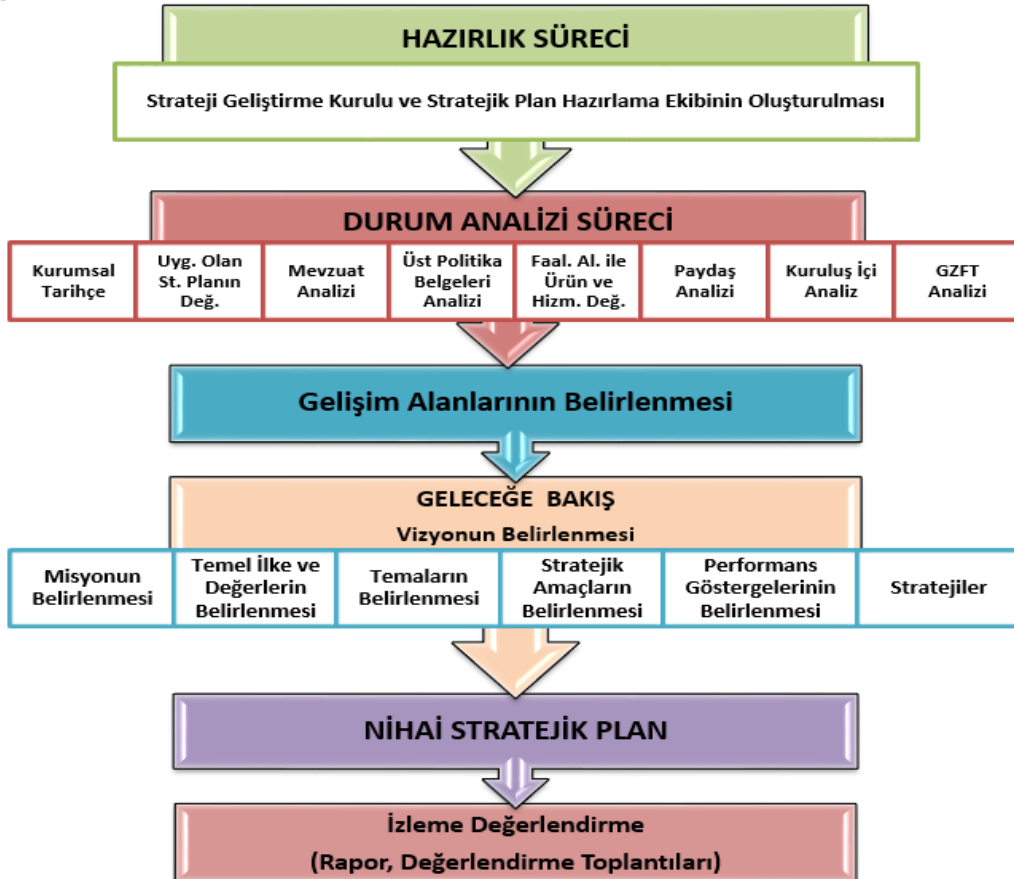 HAZIRLIK SÜRECİ
Strateji Geliştirme Kurulu ve Stratejik Plan Hazırlama Ekibinin Oluşturulması
DURUM ANALİZİ SÜRECİ
Kurumsal
Tarihçe
Uyg. Olan
St. Planın
Değ.
Mevzuat
Analizi
Üst Politika
Belgeleri
Analizi
Faal. Al. ile
Ürün ve
Hizm. Değ.
Paydaş
Analizi
Kuruluş İçi
Analiz
GZFT
Analizi
Gelişim Alanlarının Belirlenmesi
GELECEĞE BAKIŞ
Vizyonun Belirlenmesi
Misyonun
Belirlenmesi
Temel İlke ve
Değerlerin
Belirlenmesi
Temaların
Belirlenmesi
Stratejik
Amaçların
Belirlenmesi
Performans
Göstergelerinin
Belirlenmesi
Stratejiler
NİHAİ STRATEJİK PLAN
İzleme Değerlendirme
(Rapor, Değerlendirme Toplantıları)